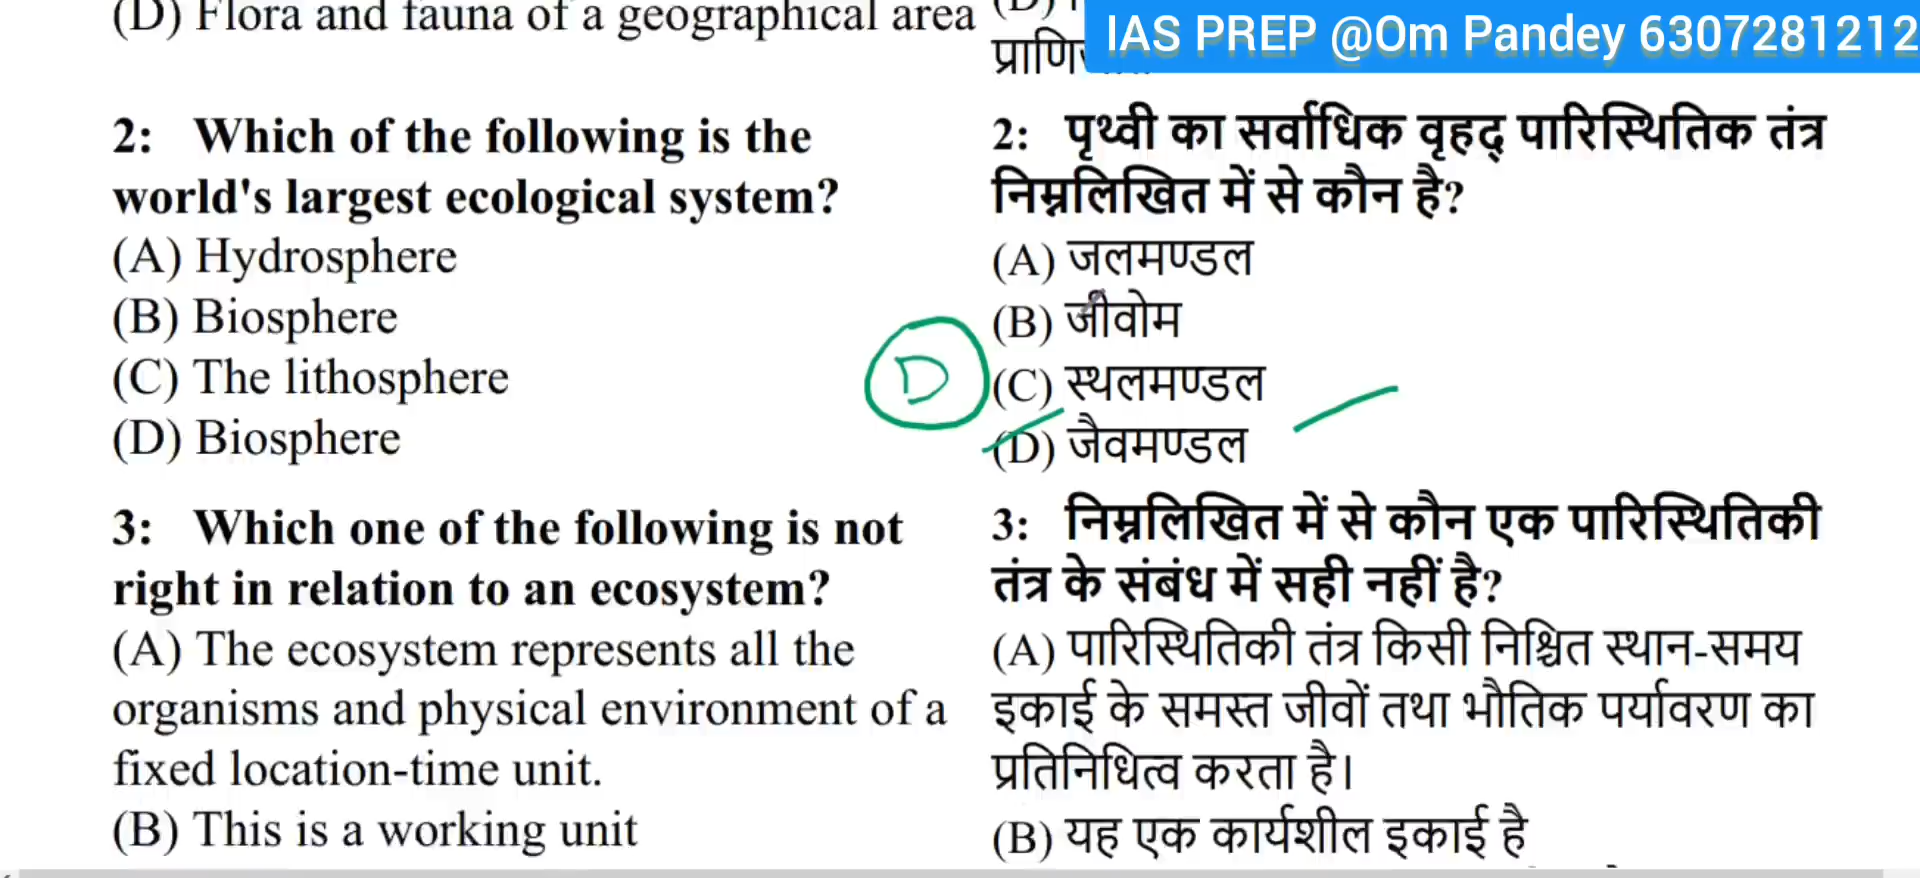 (D) Flora and fauna of a geographical area
IAS PREP @Om Pandey 6307281212
2: Which of the following is the
world's largest ecological system?
(A) Hydrosphere
(B) Biosphere
(C) The lithosphere
(D) Biosphere
3: Which one of the following is not
right in relation to an ecosystem?
(A) The ecosystem represents all the
organisms and physical environment of a
fixed location-time unit.
(B) This is a working unit
2: पृथ्वी का सर्वाधिक वृहद् पारिस्थितिक तंत्र
निम्नलिखित में से कौन है?
(A) जलमण्डल
(B) जीवोम
D
(C) स्थलमण्डल
(D) जैवमण्डल
3: निम्नलिखित में से कौन एक पारिस्थितिकी
तंत्र के संबंध में सही नहीं है?
(A) पारिस्थितिकी तंत्र किसी निश्चित स्थान-समय
इकाई के समस्त जीवों तथा भौतिक पर्यावरण का
प्रतिनिधित्व करता है।
(B) यह एक कार्यशील इकाई है